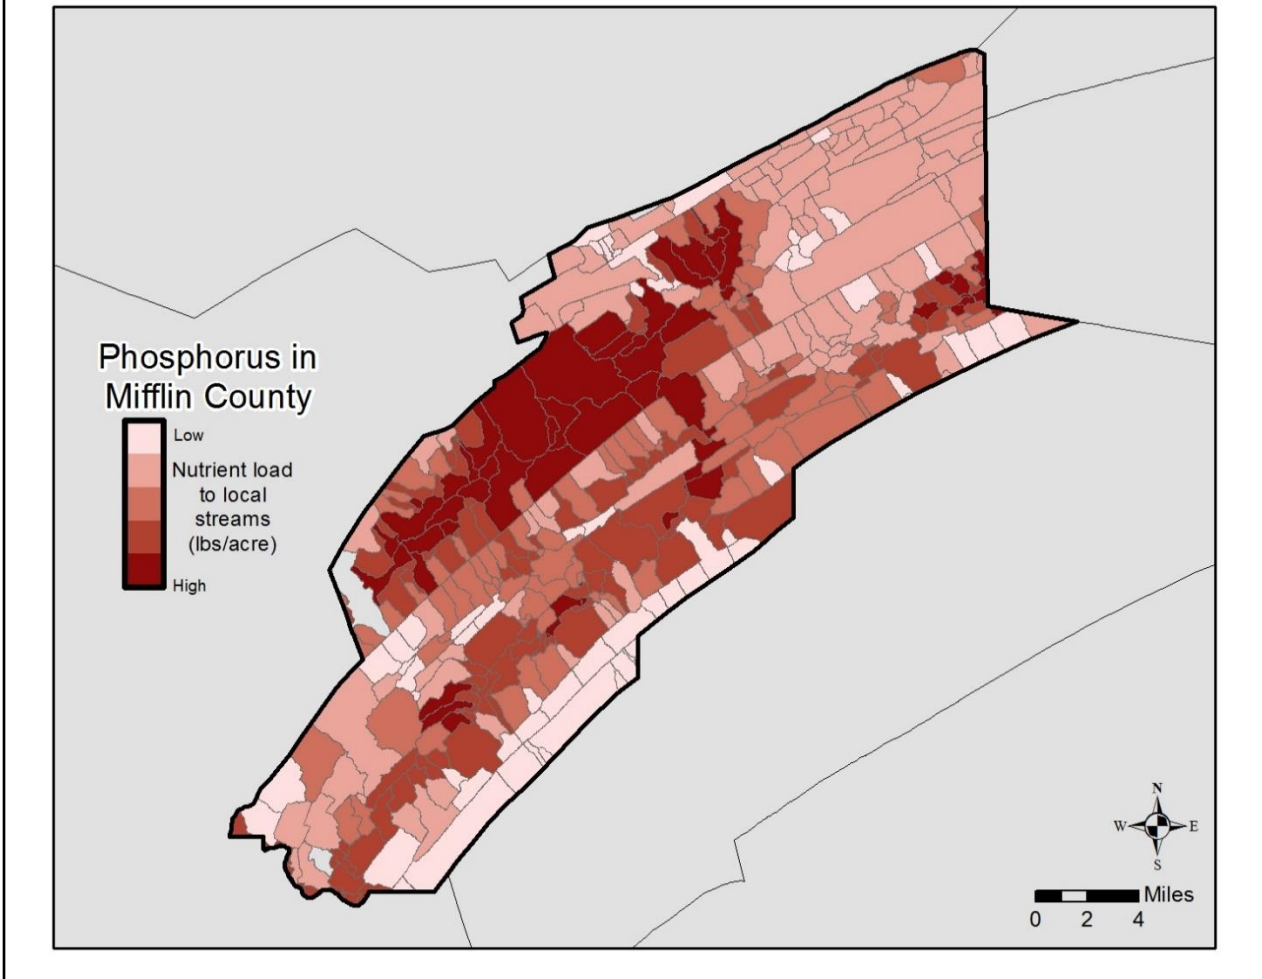 Phosphorus in
Mifflin County
Low
Nutrient load
to local
streams
(lbs/acre)
High
N
W E
S
Miles
0 2 4